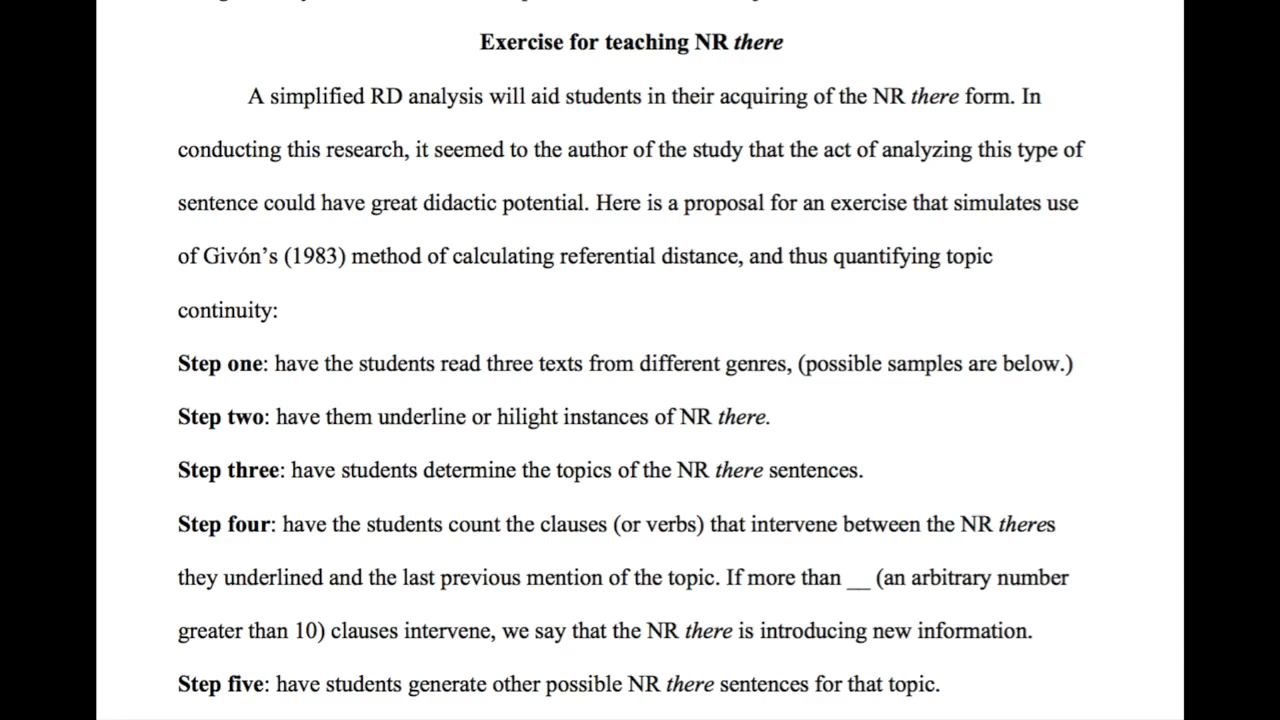 Exercise for teaching NR there
A simplified RD analysis will aid students in their acquiring of the NR there form. In
conducting this research, it seemed to the author of the study that the act of analyzing this type of
sentence could have great didactic potential. Here is a proposal for an exercise that simulates use
of Givón’s (1983) method of calculating referential distance, and thus quantifying topic
continuity:
Step one: have the students read three texts from different genres, (possible samples are below.)
Step two: have them underline or hilight instances of NR there.
Step three: have students determine the topics of the NR there sentences.
Step four: have the students count the clauses (or verbs) that intervene between the NR theres
they underlined and the last previous mention of the topic. If more than __ (an arbitrary number
greater than 10) clauses intervene, we say that the NR there is introducing new information.
Step five: have students generate other possible NR there sentences for that topic.